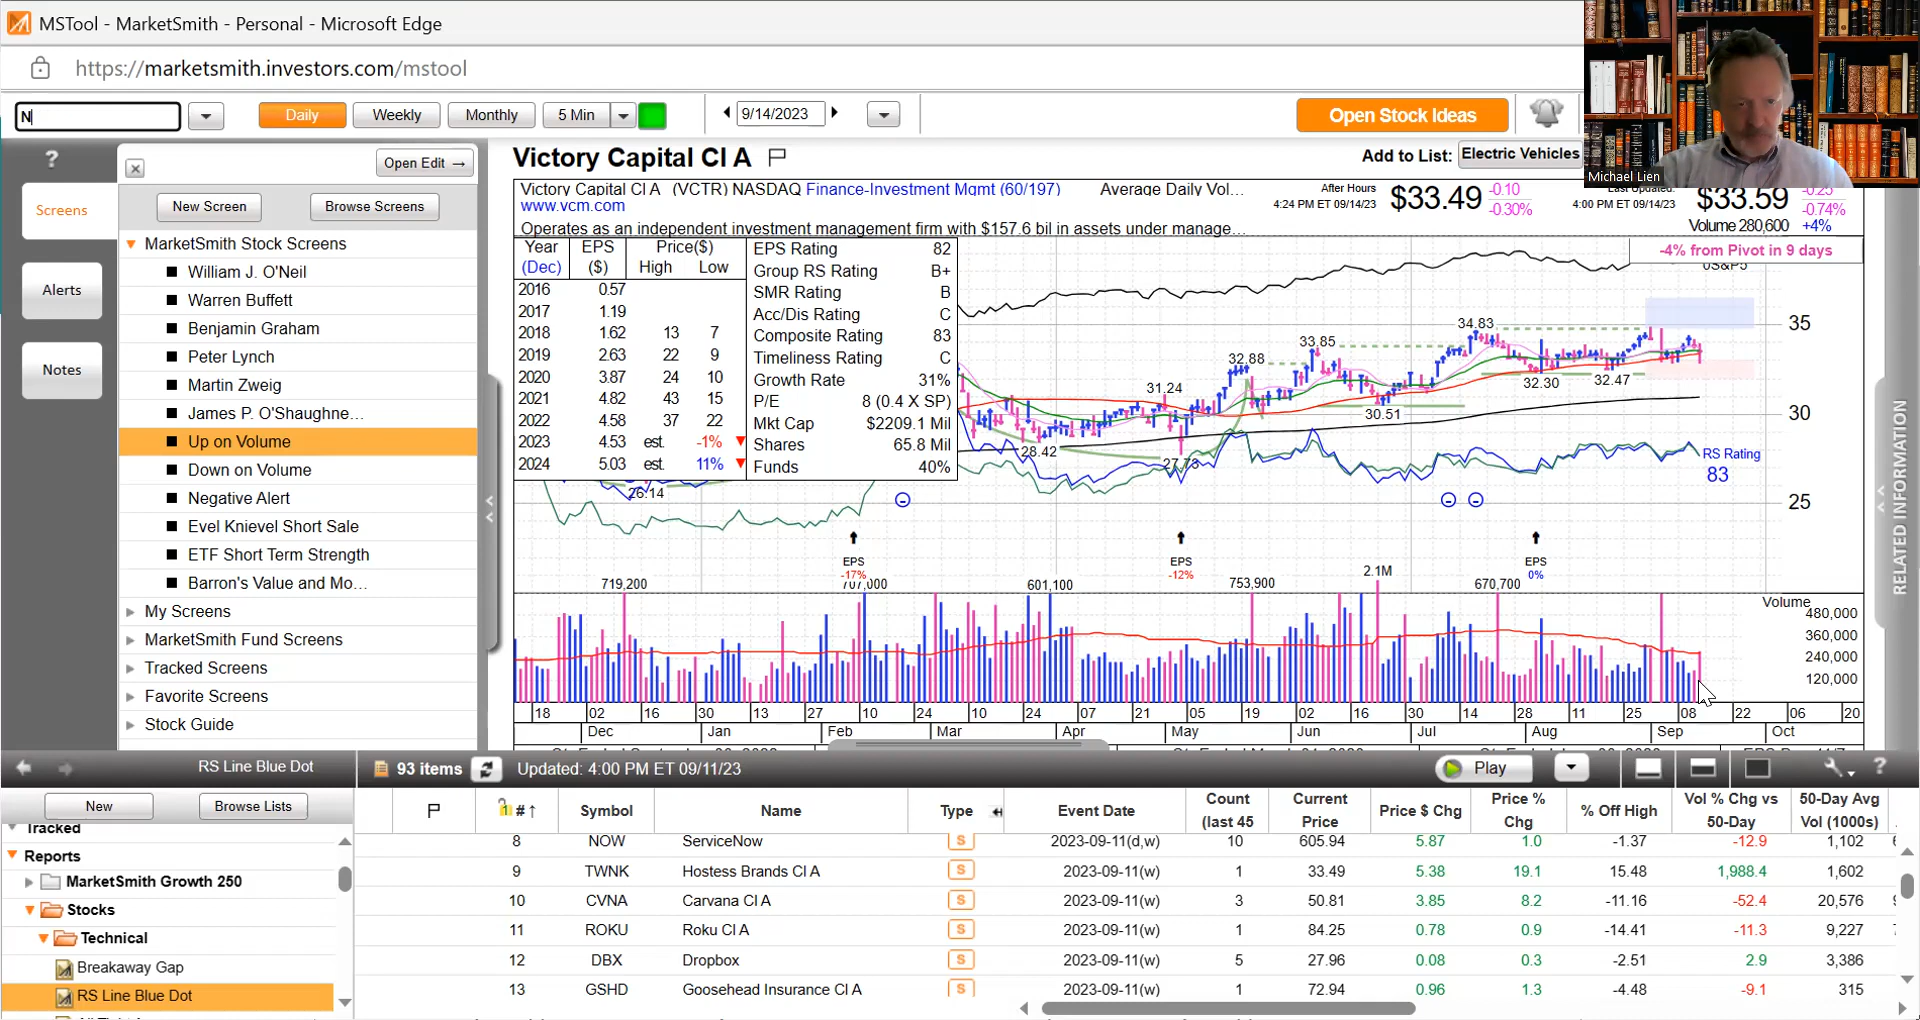 MSTool - MarketSmith - Personal - Microsoft Edge
https://marketsmith.investors.com/mstool
N
Daily
Weekly
Monthly
5 Min
9/14/2023
Open Stock Ideas
Michael Lien
?
Screens
Alerts
Notes
Open Edit →
New Screen
Browse Screens
MarketSmith Stock Screens
William J. O'Neil
Warren Buffett
Benjamin Graham
Peter Lynch
Martin Zweig
James P. O'Shaughne…
Up on Volume
Down on Volume
Negative Alert
Evel Knievel Short Sale
ETF Short Term Strength
Barron's Value and Mo…
My Screens
MarketSmith Fund Screens
Tracked Screens
Favorite Screens
Stock Guide
Victory Capital Cl A
Add to List: Electric Vehicles
Victory Capital Cl A (VCTR) NASDAQ Finance-Investment Mgmt (60/197) Average Daily Vol…
www.vcm.com
Operates as an independent investment management firm with $157.6 bil in assets under manage…
After Hours
4:24 PM ET 09/14/23
$33.49 -0.10
-0.30%
Last Updated:
4:00 PM ET 09/14/23
$33.59 -0.25
-0.74%
Volume 280,600 +4%
-4% from Pivot in 9 days
Year EPS Price($)
(Dec) ($) High Low
2016 0.57
2017 1.19
2018 1.62 13 7
2019 2.63 22 9
2020 3.87 24 10
2021 4.82 43 15
2022 4.58 37 22
2023 4.53 est. -1%
2024 5.03 est. 11%
EPS Rating 82
Group RS Rating B+
SMR Rating B
Acc/Dis Rating C
Composite Rating 83
Timeliness Rating C
Growth Rate 31%
P/E 8 (0.4 X SP)
Mkt Cap $2209.1 Mil
Shares 65.8 Mil
Funds 40%
0S&P5
35
30
25
34.83
33.85
32.88
31.24
32.30
32.47
30.51
28.42
27.73
26.14
RS Rating
83
EPS
-17%
EPS
-12%
EPS
0%
719,200
707,000
601,100
753,900
2.1M
670,700
Volume
480,000
360,000
240,000
120,000
18 02 16 30 13 27 10 24 10 24 07 21 05 19 02 16 30 14 28 11 25 08 22 06 20
Dec Jan Feb Mar Apr May Jun Jul Aug Sep Oct
RELATED INFORMATION
RS Line Blue Dot
93 items
Updated: 4:00 PM ET 09/11/23
Play
?
New
Browse Lists
Tracked
Reports
MarketSmith Growth 250
Stocks
Technical
Breakaway Gap
RS Line Blue Dot
#↑ Symbol Name Type Event Date Count (last 45 Current Price Price $ Chg Price % Chg % Off High Vol % Chg vs 50-Day 50-Day Avg Vol (1000s)
8 NOW ServiceNow S 2023-09-11(d,w) 10 605.94 5.87 1.0 -1.37 -12.9 1,102
9 TWNK Hostess Brands Cl A S 2023-09-11(w) 1 33.49 5.38 19.1 15.48 1,988.4 1,602
10 CVNA Carvana Cl A S 2023-09-11(w) 3 50.81 3.85 8.2 -11.16 -52.4 20,576
11 ROKU Roku Cl A S 2023-09-11(w) 1 84.25 0.78 0.9 -14.41 -11.3 9,227
12 DBX Dropbox S 2023-09-11(w) 5 27.96 0.08 0.3 -2.51 2.9 3,386
13 GSHD Goosehead Insurance Cl A S 2023-09-11(w) 1 72.94 0.96 1.3 -4.48 -9.1 315